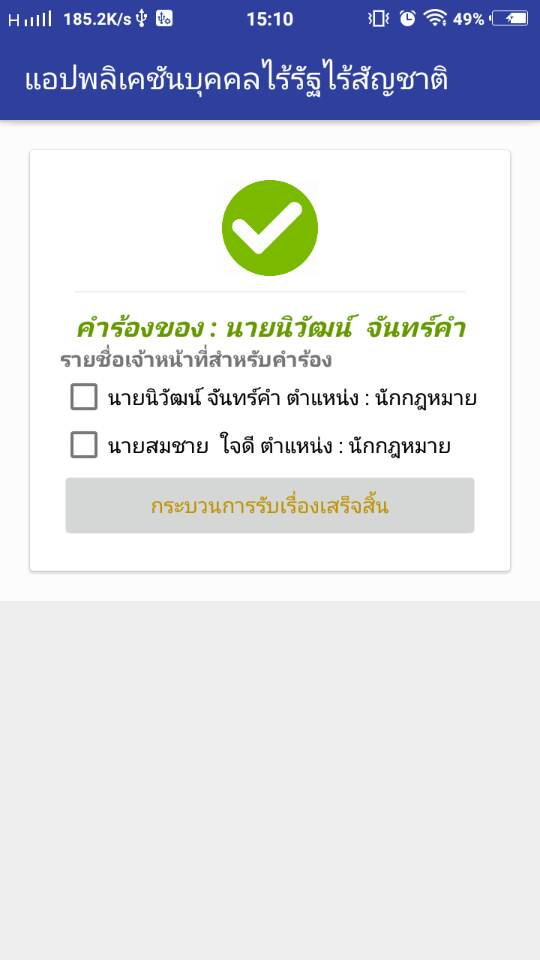 H 185.2K/s 15:10 49%
แอปพลิเคชันบุคคลไร้รัฐไร้สัญชาติ
คำร้องของ : นายนิวัฒน์ จันทร์คำ
รายชื่อเจ้าหน้าที่สำหรับคำร้อง
นายนิวัฒน์ จันทร์คำ ตำแหน่ง : นักกฎหมาย
นายสมชาย ใจดี ตำแหน่ง : นักกฎหมาย
กระบวนการรับเรื่องเสร็จสิ้น